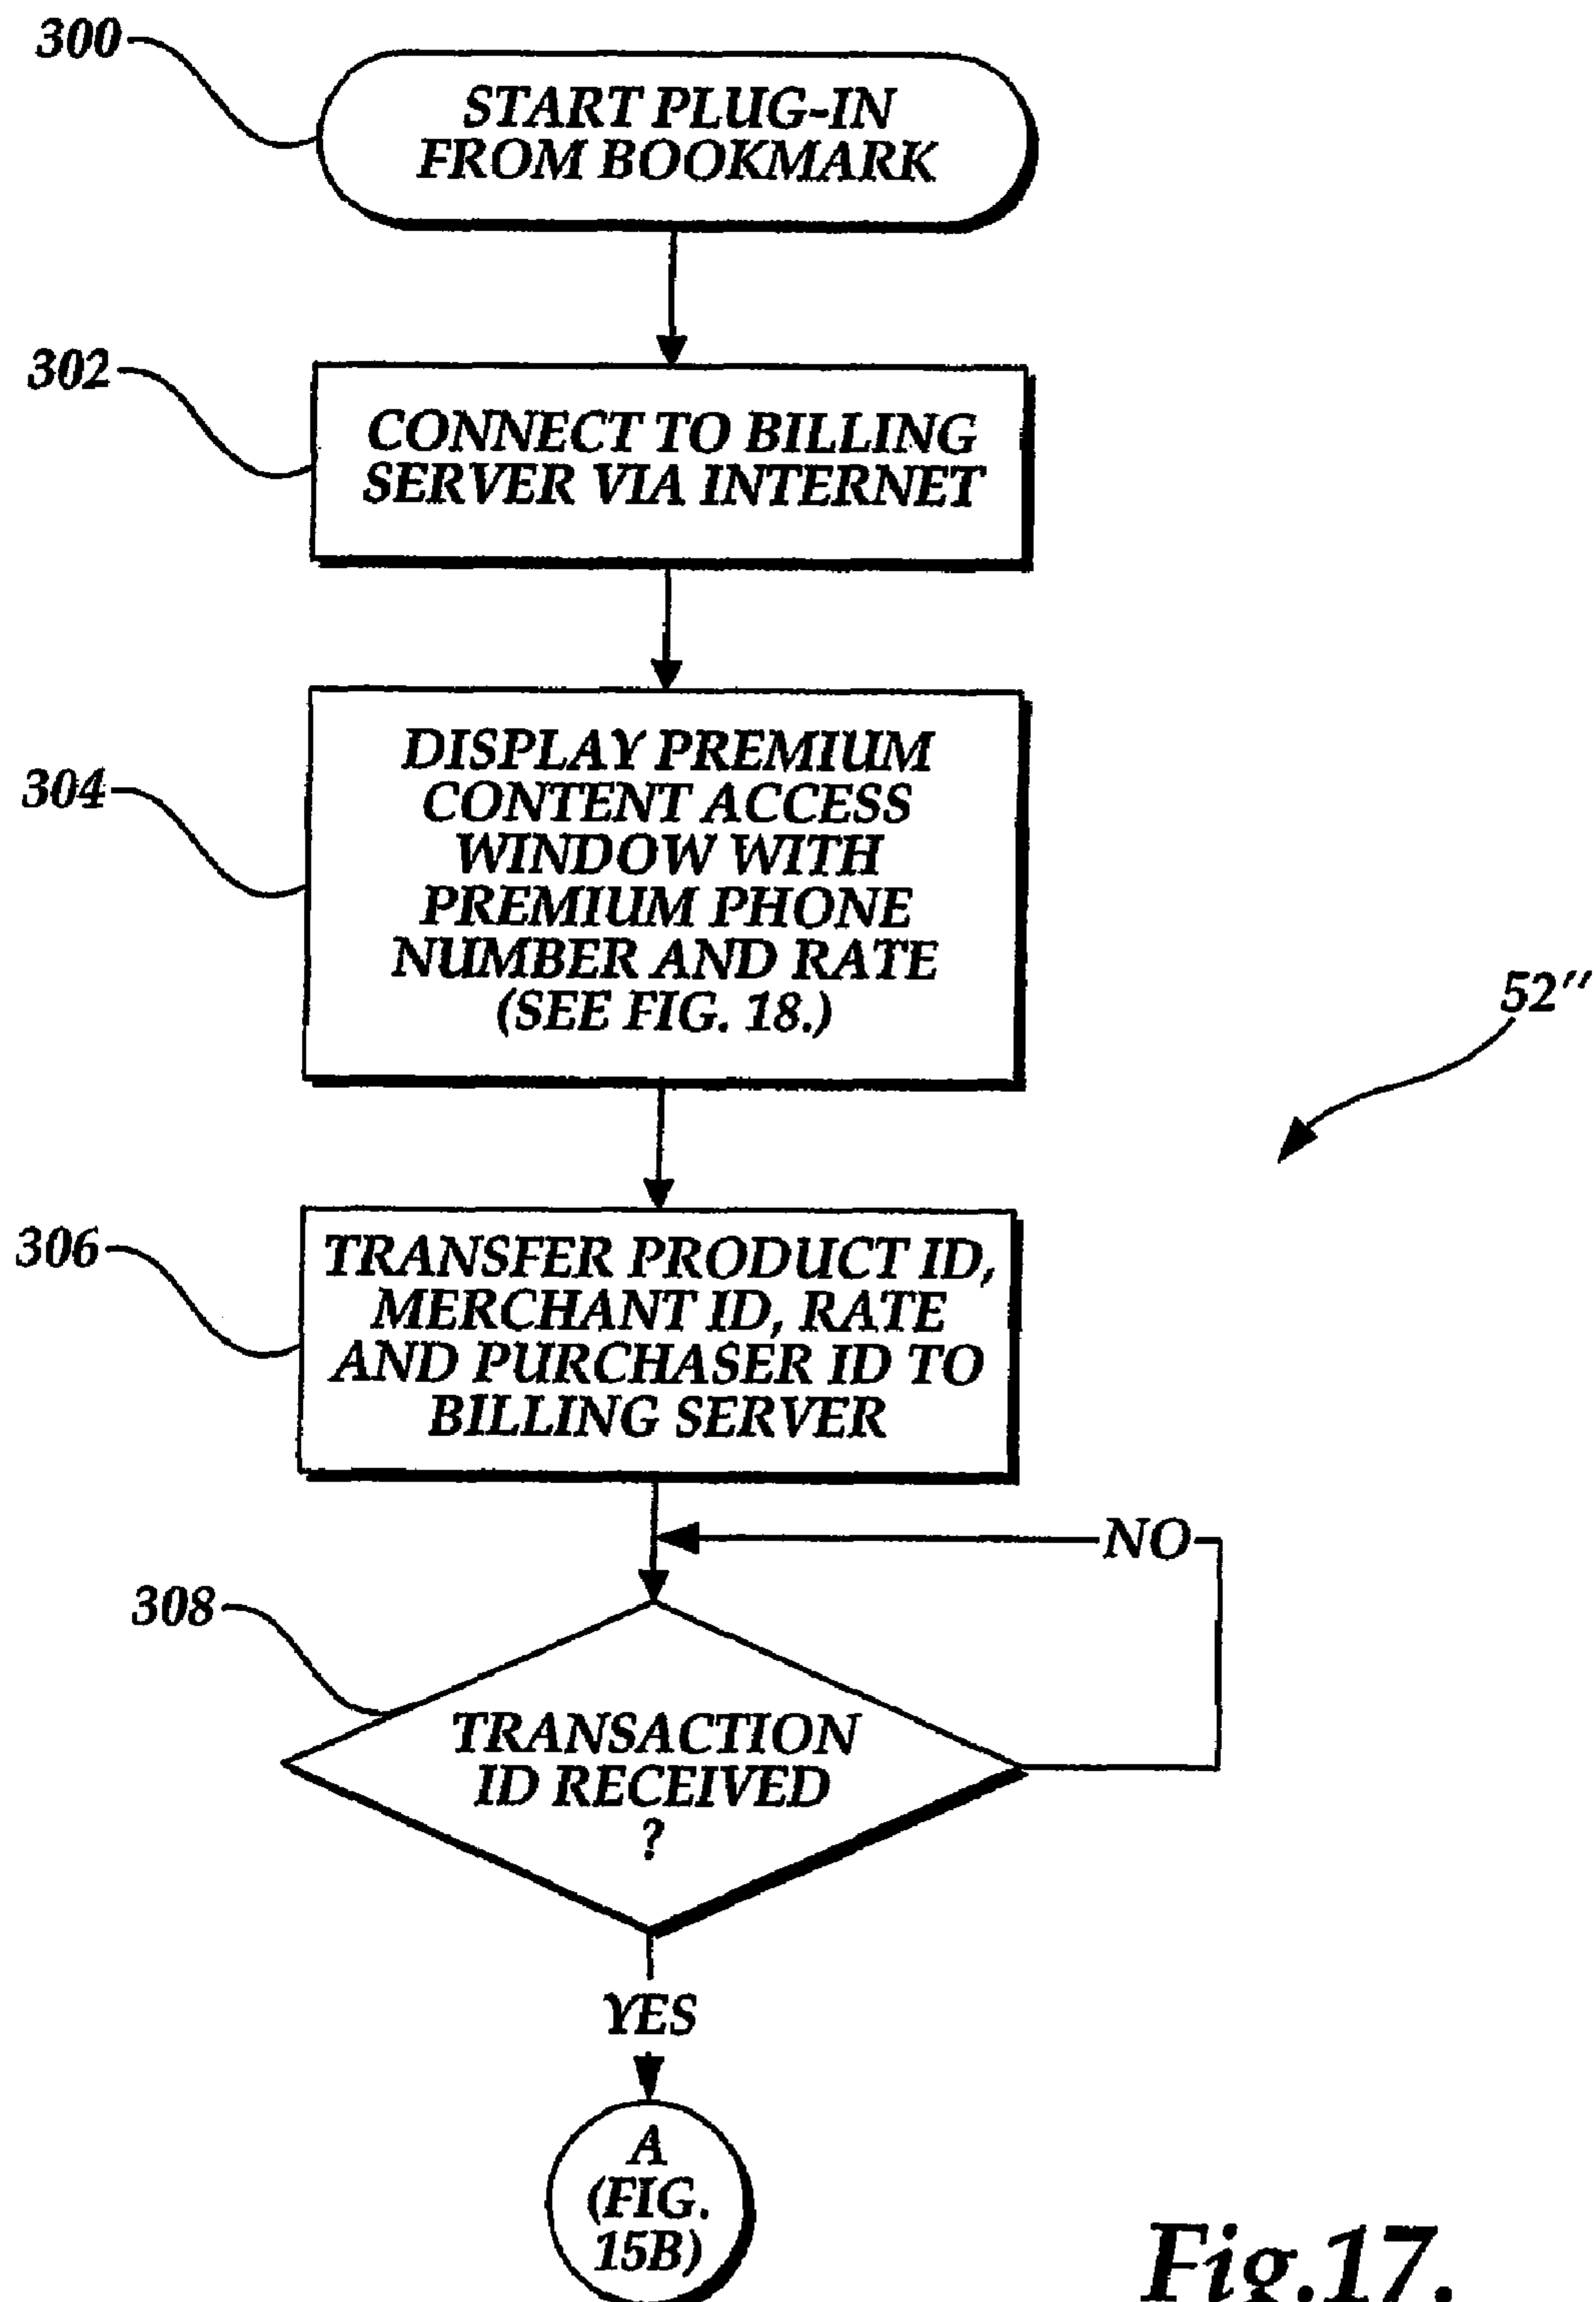 300
START PLUG-IN
FROM BOOKMARK
302
CONNECT TO BILLING
SERVER VIA INTERNET
304
DISPLAY PREMIUM
CONTENT ACCESS
WINDOW WITH
PREMIUM PHONE
NUMBER AND RATE
(SEE FIG. 18.)
52″
306
TRANSFER PRODUCT ID,
MERCHANT ID, RATE
AND PURCHASER ID TO
BILLING SERVER
NO
308
TRANSACTION
ID RECEIVED
?
YES
A
(FIG.
15B)
Fig.17.